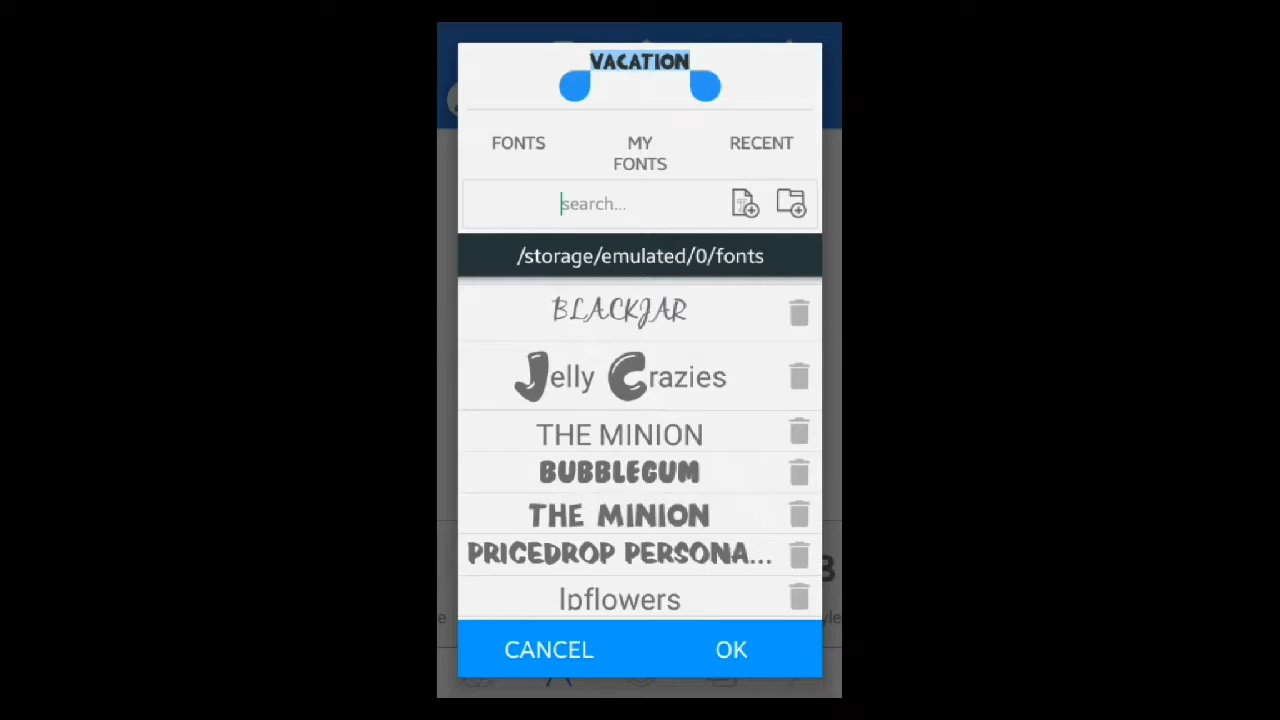 VACATION
FONTS
MY
FONTS
RECENT
search...
/storage/emulated/0/fonts
BLACKJAR
Jelly Crazies
THE MINION
BUBBLEGUM
THE MINION
PRICEDROP PERSONA...
lpflowers
CANCEL
OK